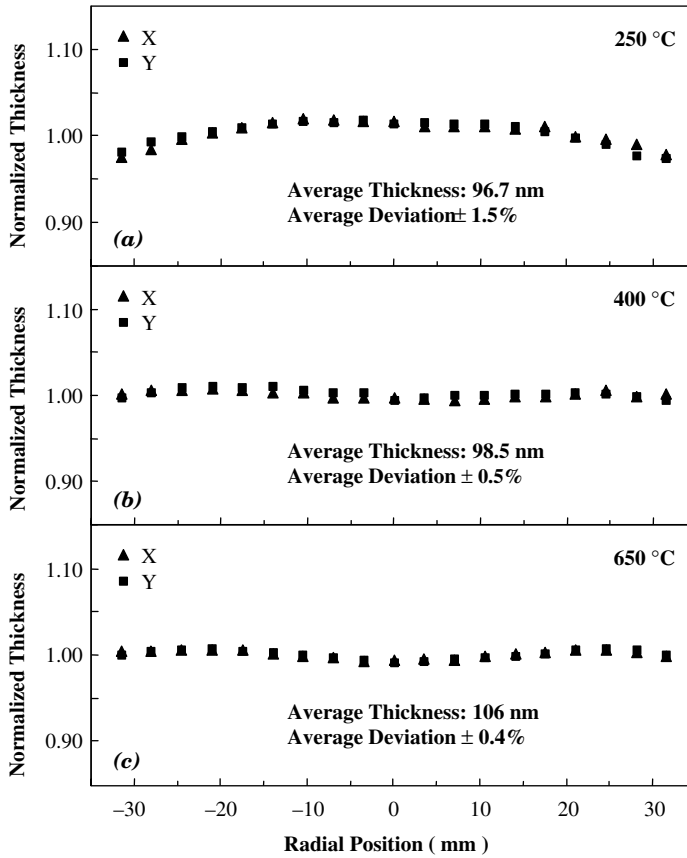 Normalized Thickness
1.10
1.00
0.90
X
Y
250 °C
Average Thickness: 96.7 nm
Average Deviation± 1.5%
(a)
Normalized Thickness
1.10
1.00
0.90
X
Y
400 °C
Average Thickness: 98.5 nm
Average Deviation ± 0.5%
(b)
Normalized Thickness
1.10
1.00
0.90
X
Y
650 °C
Average Thickness: 106 nm
Average Deviation ± 0.4%
(c)
−30 −20 −10 0 10 20 30
Radial Position ( mm )